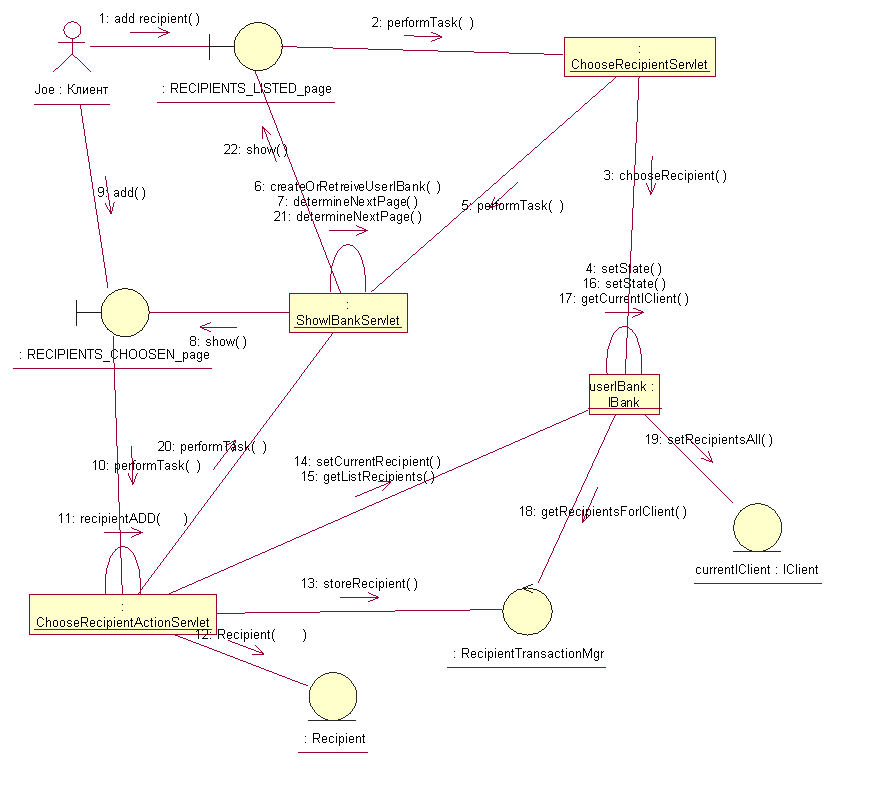 1: add recipient( )
2: performTask(  )
:
ChooseRecipientServlet
Joe : Клиент
: RECIPIENTS_LISTED_page
22: show( )
3: chooseRecipient( )
6: createOrRetreiveUserIBank(  )
7: determineNextPage( )
21: determineNextPage( )
9: add( )
5: performTask(  )
4: setState( )
16: setState( )
17: getCurrentIClient( )
:
ShowIBankServlet
8: show( )
: RECIPIENTS_CHOOSEN_page
userIBank :
IBank
20: performTask(  )
10: performTask(  )
14: setCurrentRecipient( )
15: getListRecipients( )
19: setRecipientsAll( )
11: recipientADD(      )
18: getRecipientsForIClient( )
currentIClient : IClient
13: storeRecipient( )
:
ChooseRecipientActionServlet
12: Recipient(      )
: RecipientTransactionMgr
: Recipient